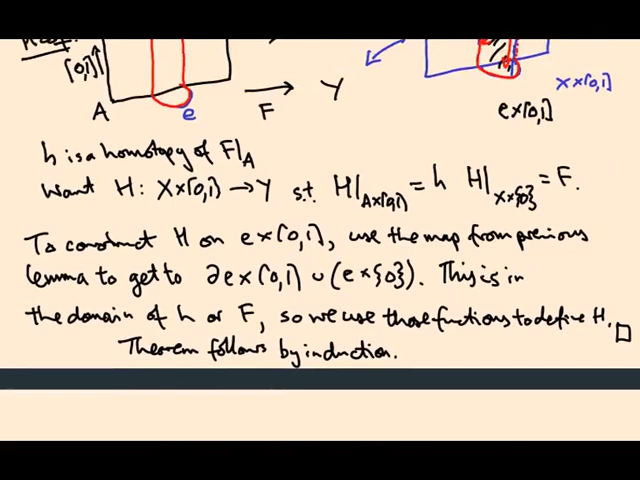 Proof:
[0,1]
A
e
F
Y
X×[0,1]
e×[0,1]
h is a homotopy of F|_A
Want H: X×[0,1] → Y s.t. H|_{A×[0,1]} = h H|_{X×{0}} = F.
To construct H on e×[0,1], use the map from previous
lemma to get to ∂e×[0,1] ∪ (e×{0}). This is in
the domain of h or F, so we use those functions to define H. □
Theorem follows by induction.